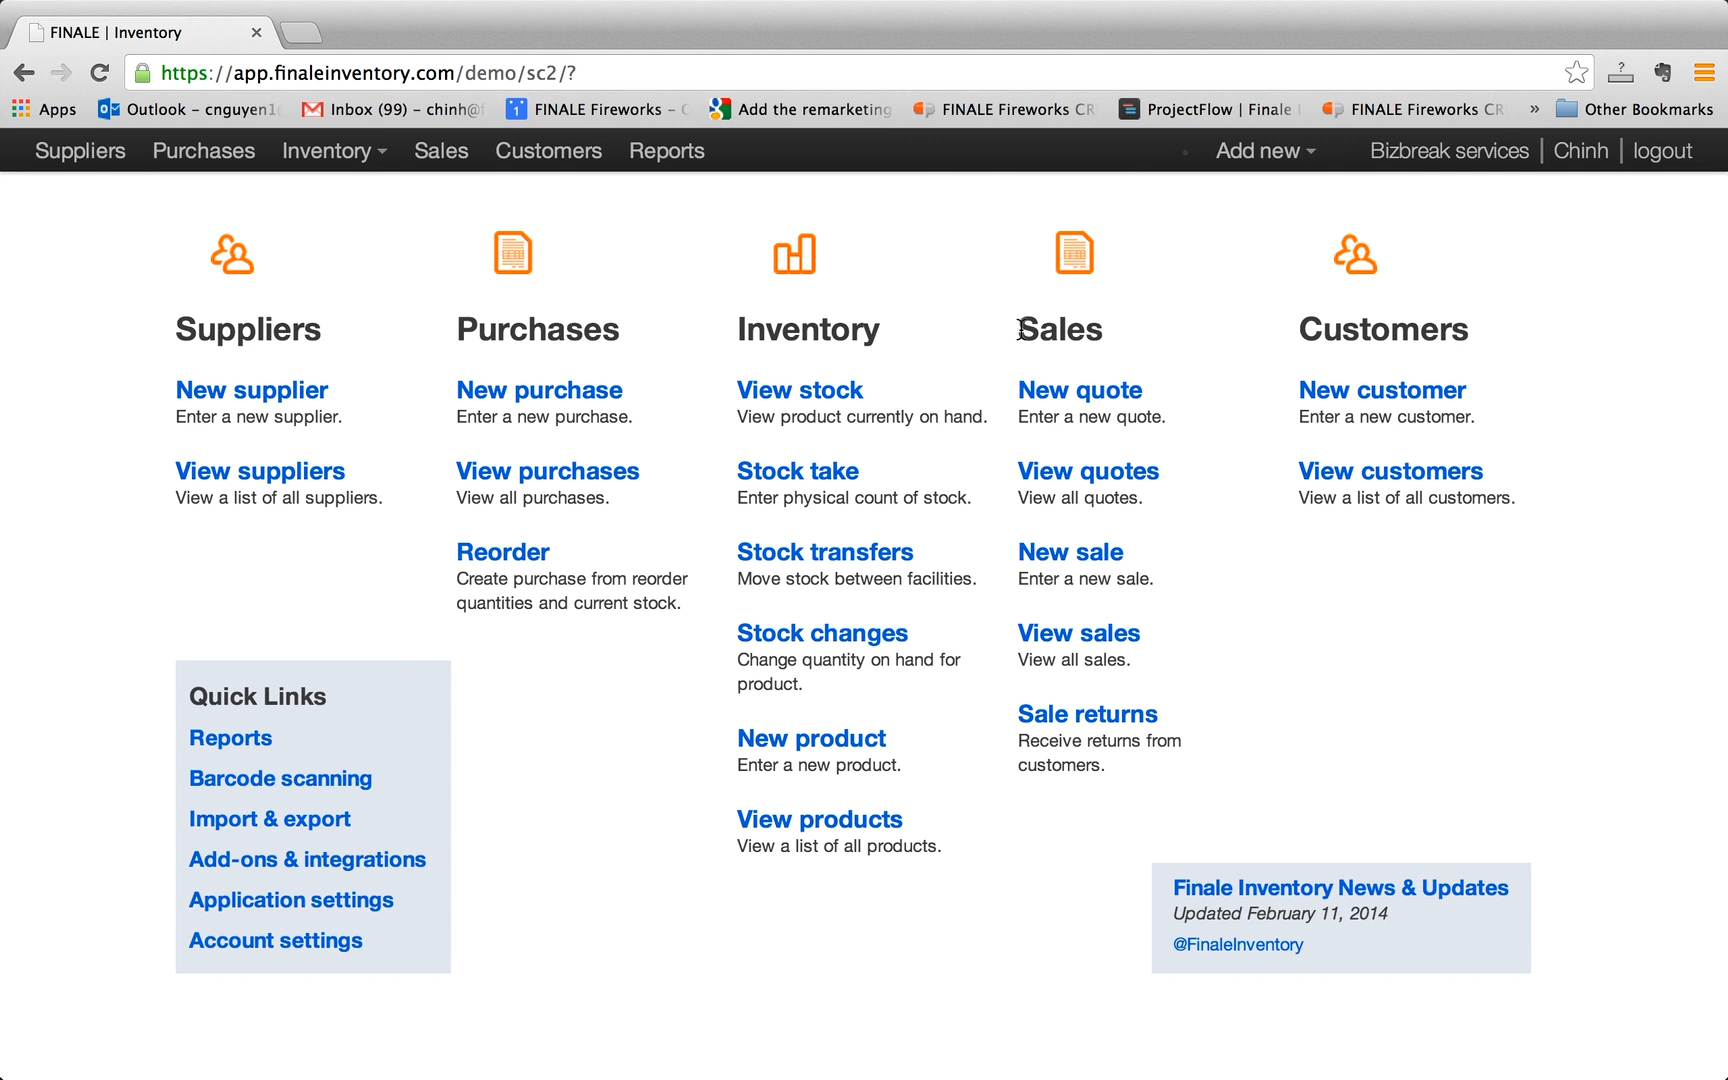 FINALE | Inventory
https://app.finaleinventory.com/demo/sc2/?
Apps Outlook – cnguyen1 Inbox (99) – chinh@ FINALE Fireworks – Add the remarketing FINALE Fireworks CR ProjectFlow | Finale FINALE Fireworks CR » Other Bookmarks
Suppliers Purchases Inventory Sales Customers Reports Add new Bizbreak services | Chinh | logout
Suppliers
New supplier
Enter a new supplier.
View suppliers
View a list of all suppliers.
Purchases
New purchase
Enter a new purchase.
View purchases
View all purchases.
Reorder
Create purchase from reorder
quantities and current stock.
Inventory
View stock
View product currently on hand.
Stock take
Enter physical count of stock.
Stock transfers
Move stock between facilities.
Stock changes
Change quantity on hand for
product.
New product
Enter a new product.
View products
View a list of all products.
Sales
New quote
Enter a new quote.
View quotes
View all quotes.
New sale
Enter a new sale.
View sales
View all sales.
Sale returns
Receive returns from
customers.
Customers
New customer
Enter a new customer.
View customers
View a list of all customers.
Quick Links
Reports
Barcode scanning
Import & export
Add-ons & integrations
Application settings
Account settings
Finale Inventory News & Updates
Updated February 11, 2014
@FinaleInventory